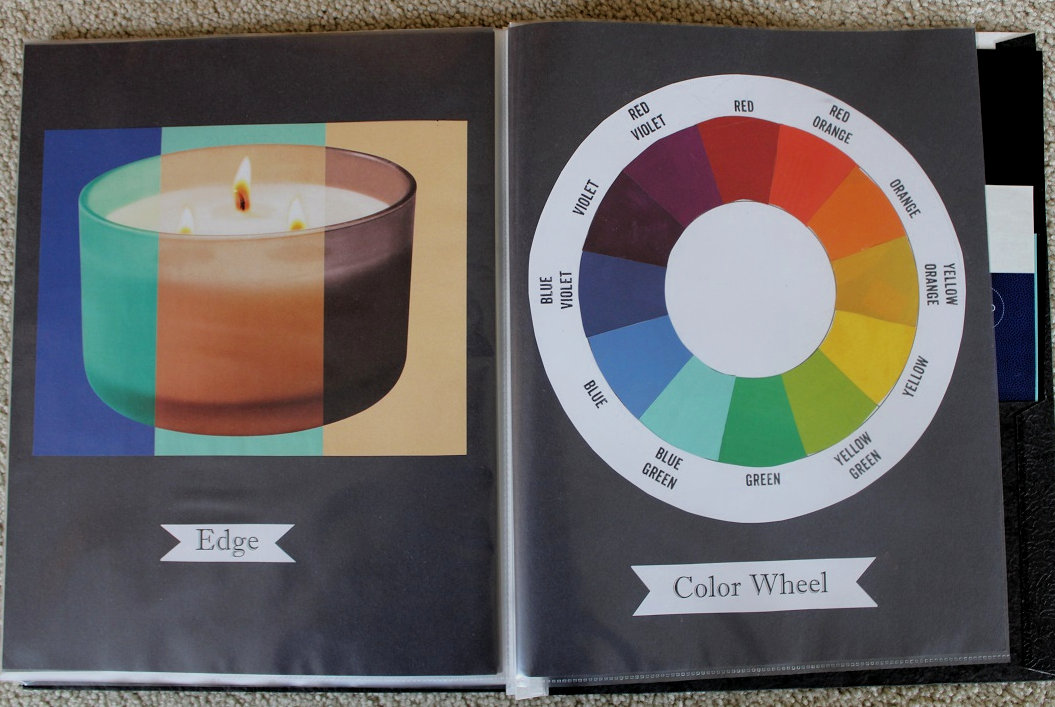 Edge
RED
RED
ORANGE
ORANGE
YELLOW
ORANGE
YELLOW
YELLOW
GREEN
GREEN
BLUE
GREEN
BLUE
BLUE
VIOLET
VIOLET
RED
VIOLET
Color Wheel